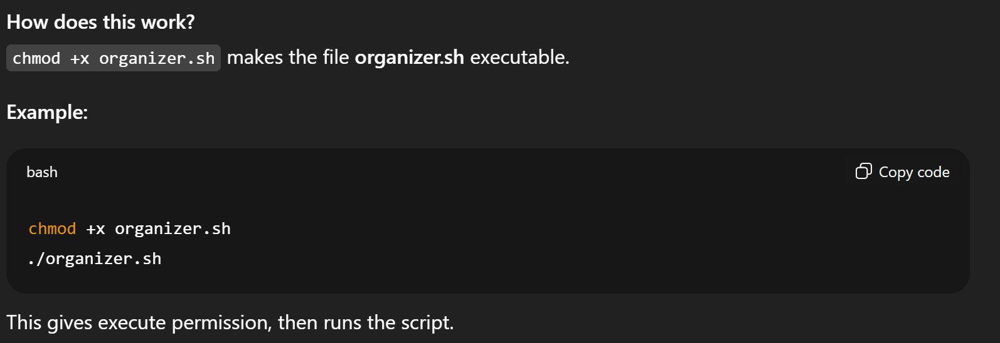 How does this work?
chmod +x organizer.sh makes the file organizer.sh executable.
Example:
bash
Copy code
chmod +x organizer.sh
./organizer.sh
This gives execute permission, then runs the script.